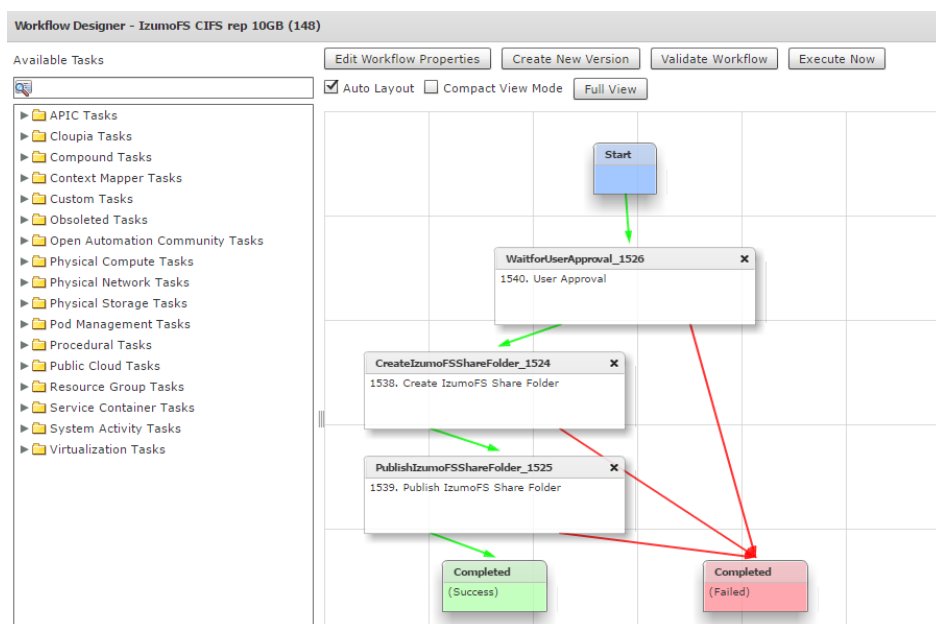 Workflow Designer - IzumoFS CIFS rep 10GB (148)
Available Tasks
Edit Workflow Properties
Create New Version
Validate Workflow
Execute Now
Auto Layout
Compact View Mode
Full View
APIC Tasks
Cloupia Tasks
Compound Tasks
Context Mapper Tasks
Custom Tasks
Obsoleted Tasks
Open Automation Community Tasks
Physical Compute Tasks
Physical Network Tasks
Physical Storage Tasks
Pod Management Tasks
Procedural Tasks
Public Cloud Tasks
Resource Group Tasks
Service Container Tasks
System Activity Tasks
Virtualization Tasks
Start
WaitforUserApproval_1526
1540. User Approval
CreateIzumoFSShareFolder_1524
1538. Create IzumoFS Share Folder
PublishIzumoFSShareFolder_1525
1539. Publish IzumoFS Share Folder
Completed
(Success)
Completed
(Failed)